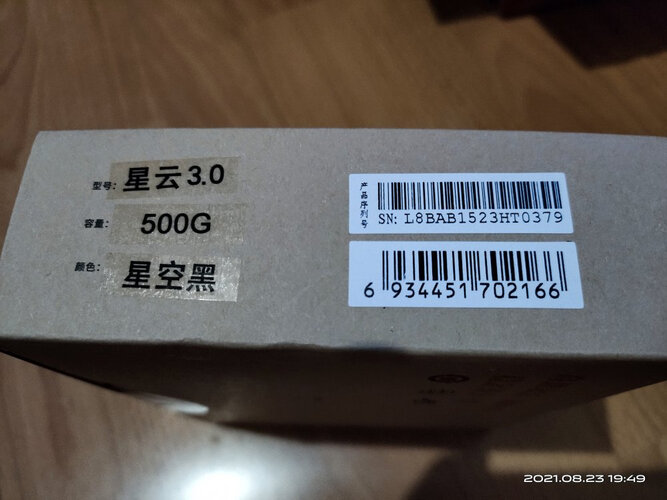 型号：星云3.0
容量：500G
颜色：星空黑
产品序列号
SN: L8BAB1523HT0379
6 934451 702166
2021.08.23 19:49